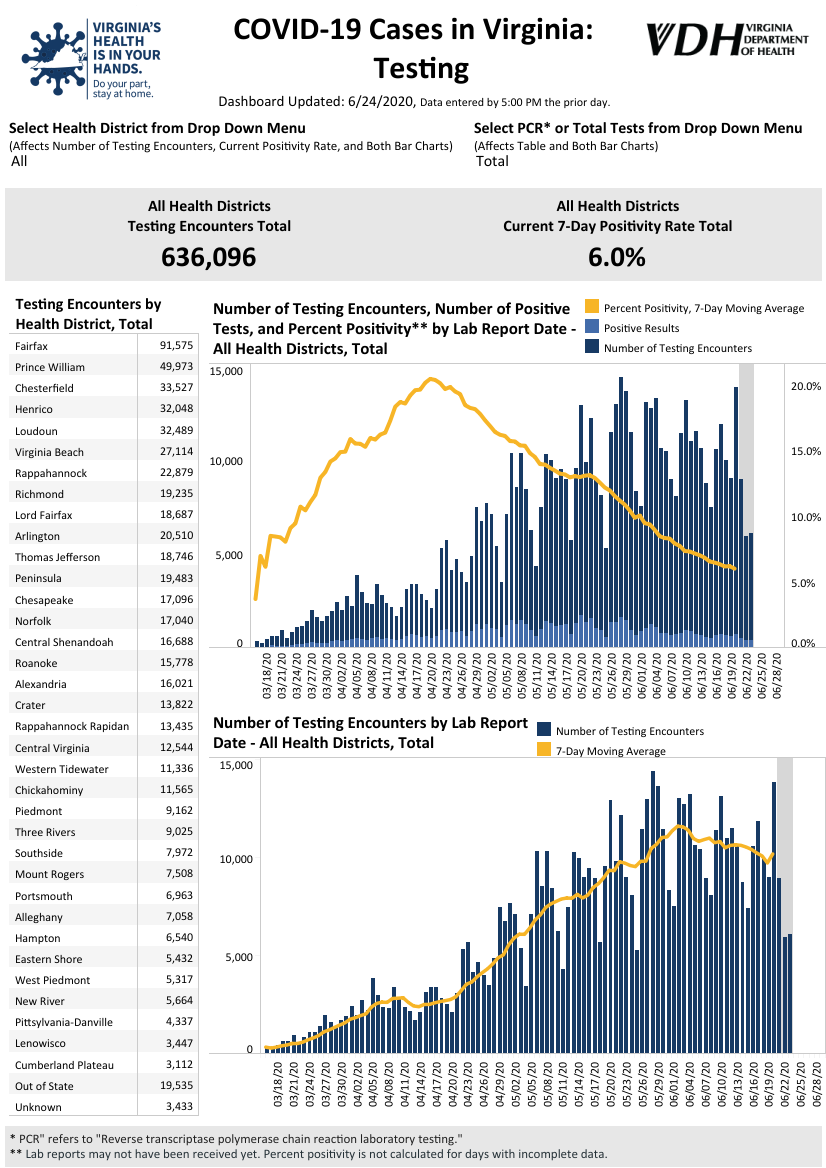 VIRGINIA'S
HEALTH
IS IN YOUR
HANDS.
Do your part,
stay at home.
COVID-19 Cases in Virginia:
Testing
VDH VIRGINIA
DEPARTMENT
OF HEALTH
Dashboard Updated: 6/24/2020, Data entered by 5:00 PM the prior day.
Select Health District from Drop Down Menu
(Affects Number of Testing Encounters, Current Positivity Rate, and Both Bar Charts)
All
Select PCR* or Total Tests from Drop Down Menu
(Affects Table and Both Bar Charts)
Total
All Health Districts
Testing Encounters Total
636,096
All Health Districts
Current 7-Day Positivity Rate Total
6.0%
Testing Encounters by
Health District, Total
Fairfax 91,575
Prince William 49,973
Chesterfield 33,527
Henrico 32,048
Loudoun 32,489
Virginia Beach 27,114
Rappahannock 22,879
Richmond 19,235
Lord Fairfax 18,687
Arlington 20,510
Thomas Jefferson 18,746
Peninsula 19,483
Chesapeake 17,096
Norfolk 17,040
Central Shenandoah 16,688
Roanoke 15,778
Alexandria 16,021
Crater 13,822
Rappahannock Rapidan 13,435
Central Virginia 12,544
Western Tidewater 11,336
Chickahominy 11,565
Piedmont 9,162
Three Rivers 9,025
Southside 7,972
Mount Rogers 7,508
Portsmouth 6,963
Alleghany 7,058
Hampton 6,540
Eastern Shore 5,432
West Piedmont 5,317
New River 5,664
Pittsylvania-Danville 4,337
Lenowisco 3,447
Cumberland Plateau 3,112
Out of State 19,535
Unknown 3,433
Number of Testing Encounters, Number of Positive
Tests, and Percent Positivity** by Lab Report Date -
All Health Districts, Total
Percent Positivity, 7-Day Moving Average
Positive Results
Number of Testing Encounters
15,000
10,000
5,000
0
20.0%
15.0%
10.0%
5.0%
0.0%
03/18/20
03/21/20
03/24/20
03/27/20
03/30/20
04/02/20
04/05/20
04/08/20
04/11/20
04/14/20
04/17/20
04/20/20
04/23/20
04/26/20
04/29/20
05/02/20
05/05/20
05/08/20
05/11/20
05/14/20
05/17/20
05/20/20
05/23/20
05/26/20
05/29/20
06/01/20
06/04/20
06/07/20
06/10/20
06/13/20
06/16/20
06/19/20
06/22/20
06/25/20
06/28/20
Number of Testing Encounters by Lab Report
Date - All Health Districts, Total
Number of Testing Encounters
7-Day Moving Average
15,000
10,000
5,000
0
03/18/20
03/21/20
03/24/20
03/27/20
03/30/20
04/02/20
04/05/20
04/08/20
04/11/20
04/14/20
04/17/20
04/20/20
04/23/20
04/26/20
04/29/20
05/02/20
05/05/20
05/08/20
05/11/20
05/14/20
05/17/20
05/20/20
05/23/20
05/26/20
05/29/20
06/01/20
06/04/20
06/07/20
06/10/20
06/13/20
06/16/20
06/19/20
06/22/20
06/25/20
06/28/20
* PCR" refers to "Reverse transcriptase polymerase chain reaction laboratory testing."
** Lab reports may not have been received yet. Percent positivity is not calculated for days with incomplete data.